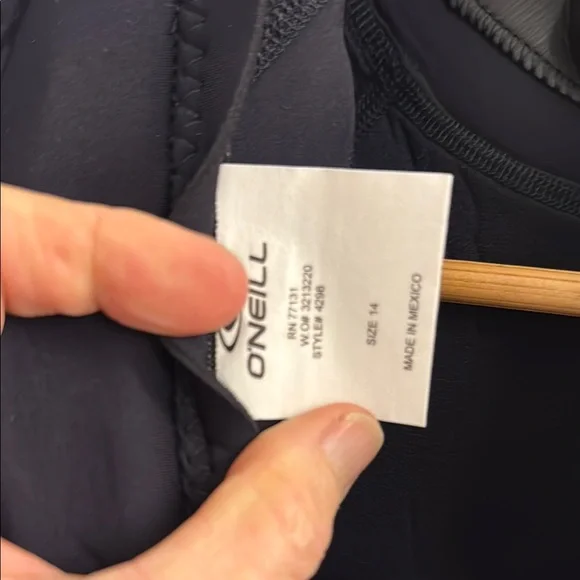 O'NEILL
RN 77131
W.O# 3213220
STYLE# 4296
SIZE 14
MADE IN MEXICO